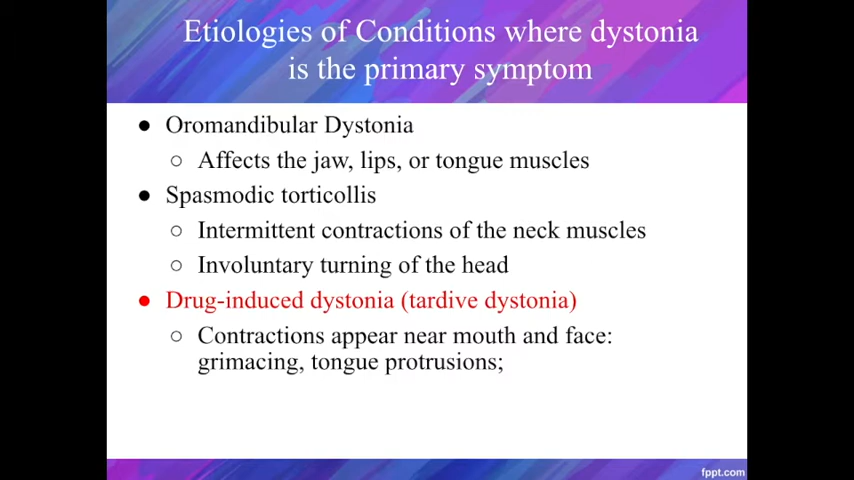 Etiologies of Conditions where dystonia
is the primary symptom
● Oromandibular Dystonia
○ Affects the jaw, lips, or tongue muscles
● Spasmodic torticollis
○ Intermittent contractions of the neck muscles
○ Involuntary turning of the head
● Drug-induced dystonia (tardive dystonia)
○ Contractions appear near mouth and face:
grimacing, tongue protrusions;
fppt.com